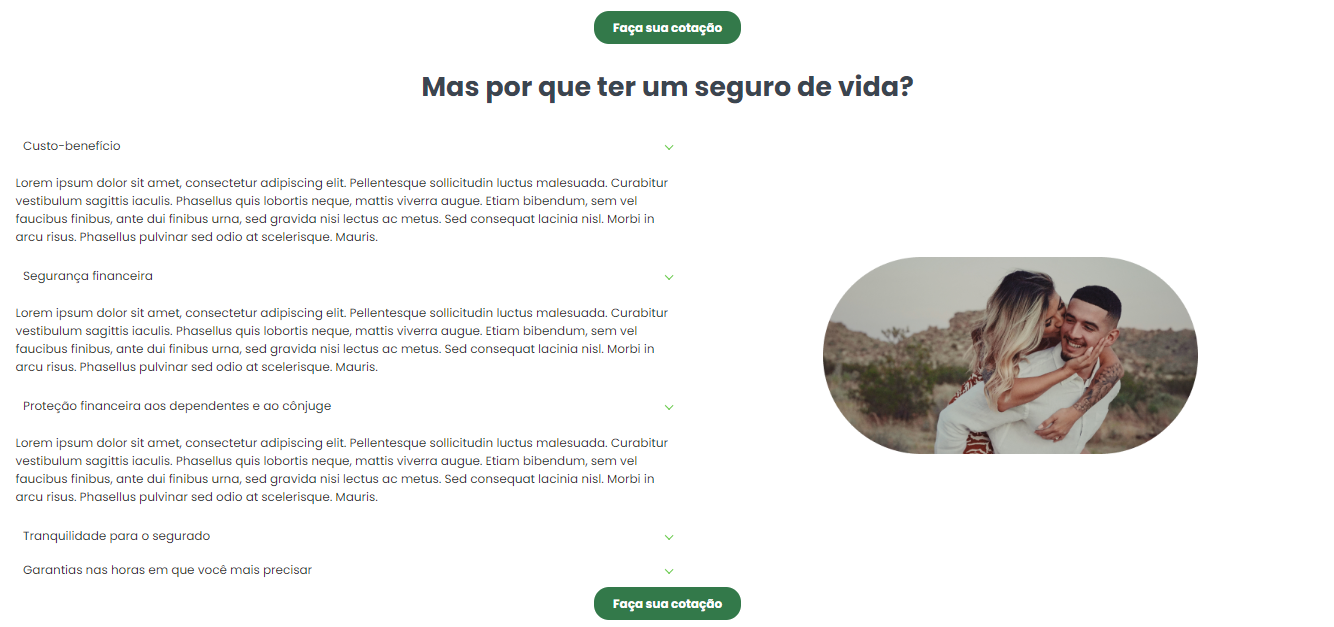 Faça sua cotação
Mas por que ter um seguro de vida?
Custo-benefício
Lorem ipsum dolor sit amet, consectetur adipiscing elit. Pellentesque sollicitudin luctus malesuada. Curabitur
vestibulum sagittis iaculis. Phasellus quis lobortis neque, mattis viverra augue. Etiam bibendum, sem vel
faucibus finibus, ante dui finibus urna, sed gravida nisi lectus ac metus. Sed consequat lacinia nisl. Morbi in
arcu risus. Phasellus pulvinar sed odio at scelerisque. Mauris.
Segurança financeira
Lorem ipsum dolor sit amet, consectetur adipiscing elit. Pellentesque sollicitudin luctus malesuada. Curabitur
vestibulum sagittis iaculis. Phasellus quis lobortis neque, mattis viverra augue. Etiam bibendum, sem vel
faucibus finibus, ante dui finibus urna, sed gravida nisi lectus ac metus. Sed consequat lacinia nisl. Morbi in
arcu risus. Phasellus pulvinar sed odio at scelerisque. Mauris.
Proteção financeira aos dependentes e ao cônjuge
Lorem ipsum dolor sit amet, consectetur adipiscing elit. Pellentesque sollicitudin luctus malesuada. Curabitur
vestibulum sagittis iaculis. Phasellus quis lobortis neque, mattis viverra augue. Etiam bibendum, sem vel
faucibus finibus, ante dui finibus urna, sed gravida nisi lectus ac metus. Sed consequat lacinia nisl. Morbi in
arcu risus. Phasellus pulvinar sed odio at scelerisque. Mauris.
Tranquilidade para o segurado
Garantias nas horas em que você mais precisar
Faça sua cotação